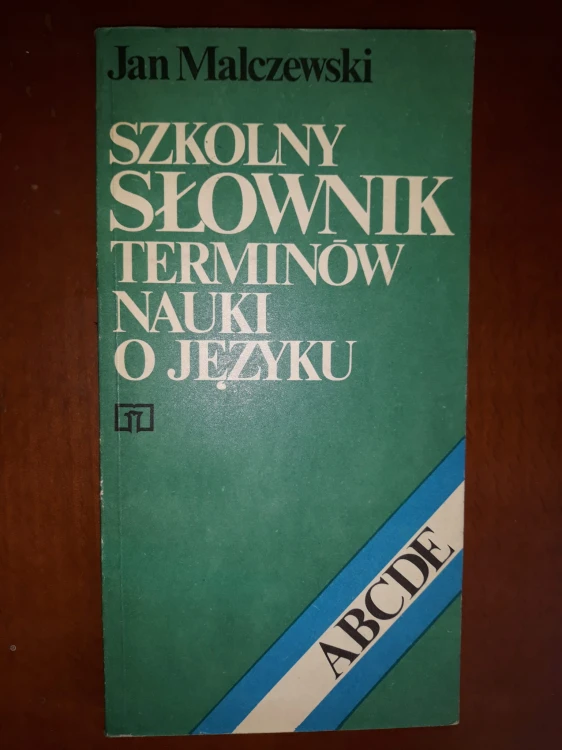 Jan Malczewski
SZKOLNY
SŁOWNIK
TERMINÓW
NAUKI
O JĘZYKU
ABCDE